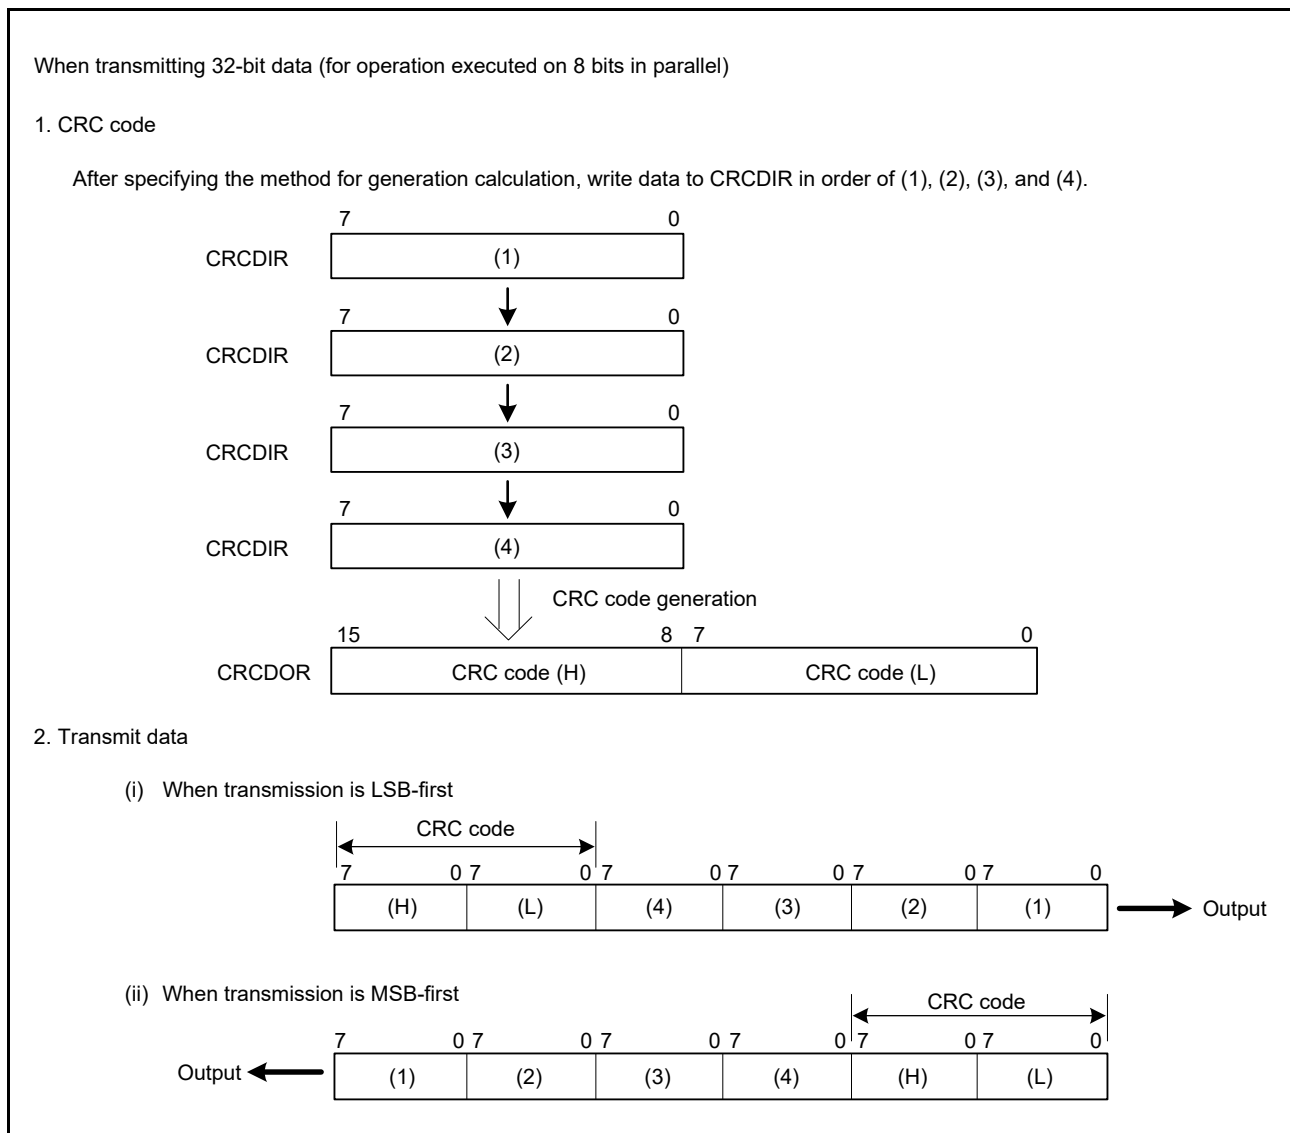 When transmitting 32-bit data (for operation executed on 8 bits in parallel)
1. CRC code
After specifying the method for generation calculation, write data to CRCDIR in order of (1), (2), (3), and (4).
7 0
CRCDIR (1)
7 0
CRCDIR (2)
7 0
CRCDIR (3)
7 0
CRCDIR (4)
CRC code generation
15 8 7 0
CRCDOR CRC code (H) CRC code (L)
2. Transmit data
(i) When transmission is LSB-first
CRC code
7 0 7 0 7 0 7 0 7 0 7 0
(H) (L) (4) (3) (2) (1) Output
(ii) When transmission is MSB-first
CRC code
7 0 7 0 7 0 7 0 7 0 7 0
Output (1) (2) (3) (4) (H) (L)